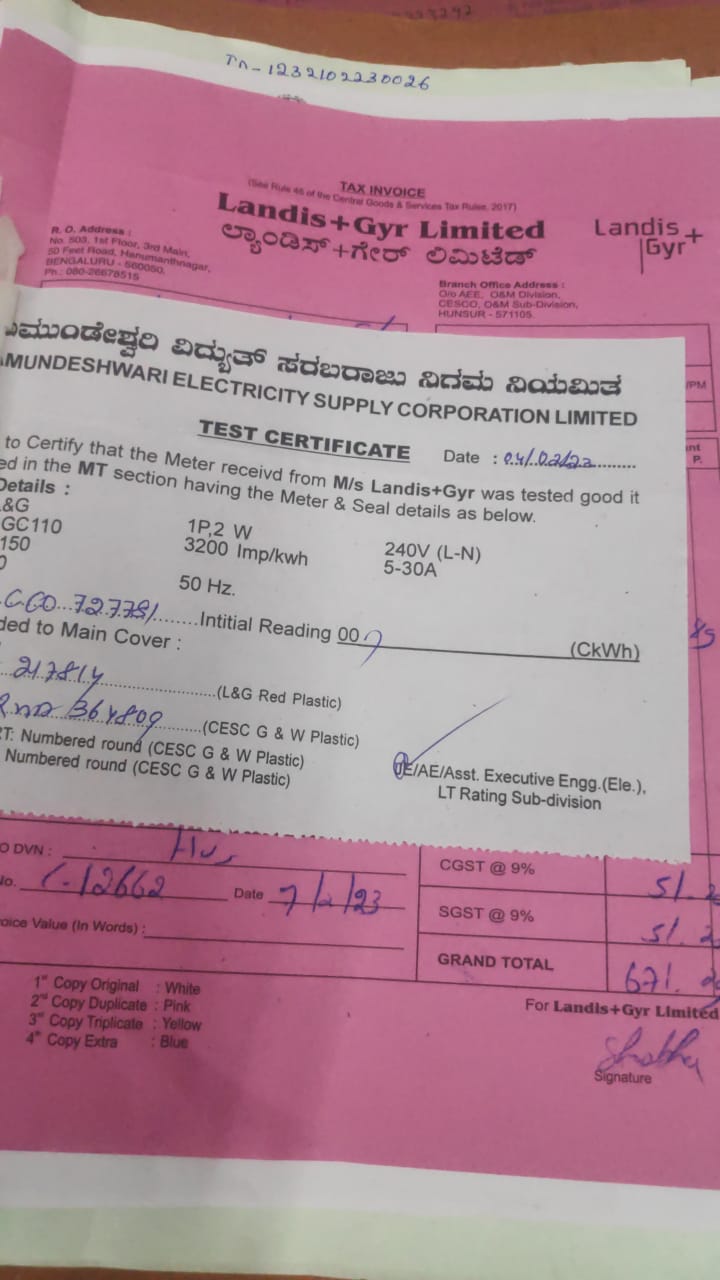 1232102230026
TAX INVOICE
(See Rule 46 of the Central Goods & Services Tax Rules, 2017)
Landis+Gyr Limited
ಲ್ಯಾಂಡಿಸ್+ಗೇರ್ ಲಿಮಿಟೆಡ್
Landis+
Gyr
R. O. Address :
No. 503, 1st Floor, 3rd Main,
50 Feet Road, Hanumanthnagar,
BENGALURU - 560050.
Ph.: 080-26678515
Branch Office Address :
O/o AEE, O&M Division,
CESCO, O&M Sub-Division,
HUNSUR - 571105.
/PM
P.
ಮುಂಡೇಶ್ವರಿ ವಿದ್ಯುತ್ ಸರಬರಾಜು ನಿಗಮ ನಿಯಮಿತ
MUNDESHWARI ELECTRICITY SUPPLY CORPORATION LIMITED
TEST CERTIFICATE
Date :
to Certify that the Meter receivd from M/s Landis+Gyr was tested good it
ed in the MT section having the Meter & Seal details as below.
Details :
&G
GC110 1P,2 W 240V (L-N)
150 3200 Imp/kwh 5-30A
0
50 Hz.
Intitial Reading 00 (CkWh)
ded to Main Cover :
217814 (L&G Red Plastic)
364809 (CESC G & W Plastic)
RT: Numbered round (CESC G & W Plastic)
Numbered round (CESC G & W Plastic)
JE/AE/Asst. Executive Engg.(Ele.),
LT Rating Sub-division
O DVN : Hus
No. 12662 Date 7/2/23
oice Value (In Words) :
CGST @ 9% 51.
SGST @ 9% 51.
GRAND TOTAL 671.
1st Copy Original : White
2nd Copy Duplicate : Pink
3rd Copy Triplicate : Yellow
4th Copy Extra : Blue
For Landis+Gyr Limited
Signature